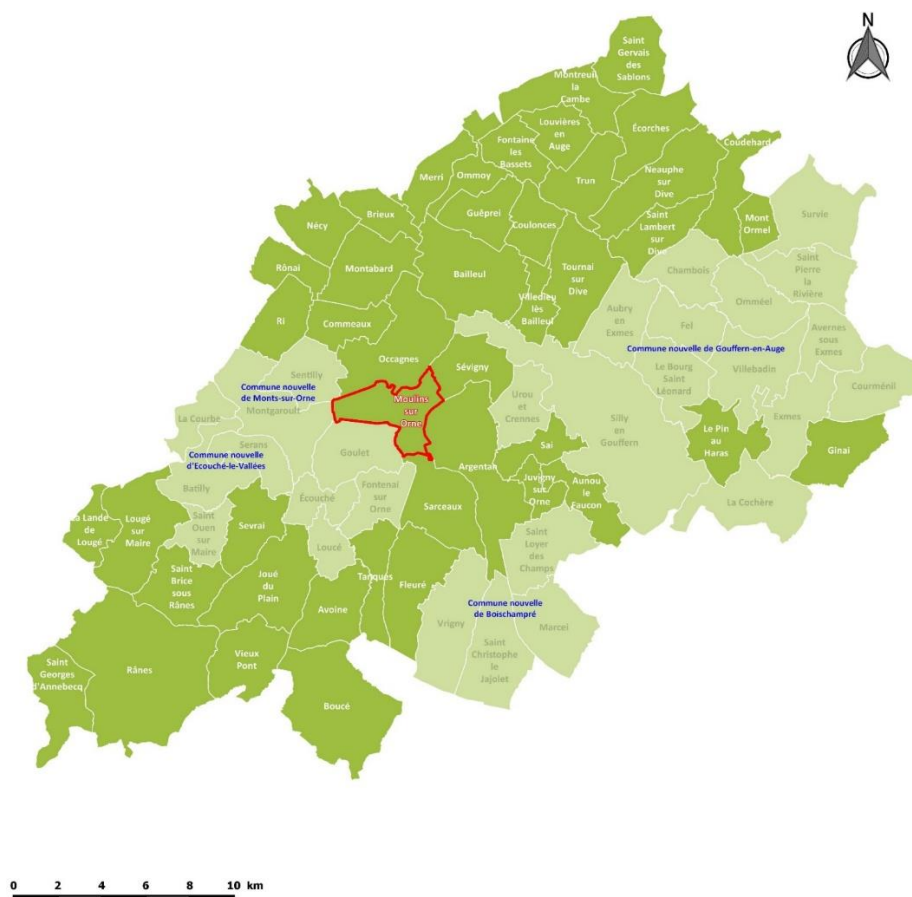 N
Saint
Gervais
des
Sablons
Montreuil
la
Cambe
Louvières
en
Auge
Écorches
Fontaine
les
Bassets
Coudehard
Merri
Ommoy
Trun
Neauphe
sur
Dive
Guêprei
Coulonces
Saint
Lambert
sur
Dive
Mont
Ormel
Survie
Nécy
Brieux
Rônai
Montabard
Bailleul
Tournai
sur
Dive
Chambois
Saint
Pierre
la
Rivière
Omméel
Villedieu
lès
Bailleul
Aubry
en
Exmes
Fel
Avernes
sous
Exmes
Ri
Commeaux
Commune nouvelle de Gouffern-en-Auge
Occagnes
Sévigny
Villebadin
Le Bourg
Saint
Léonard
Sentilly
Commune nouvelle
de Monts-sur-Orne
Montgaroult
Moulins
sur
Orne
Urou
et
Crennes
Silly
en
Gouffern
Exmes
Courménil
La Courbe
Serans
Commune nouvelle
d'Ecouché-le-Vallées
Goulet
Le Pin
au
Haras
Ginai
Argentan
Sai
Batilly
Écouché
Fontenai
sur
Orne
Juvigny
sur
Orne
Aunou
le
Faucon
La Cochère
Saint
Ouen
sur
Maire
Sarceaux
La Lande
de
Lougé
Lougé
sur
Maire
Sevrai
Loucé
Saint
Loyer
des
Champs
Saint
Brice
sous
Rânes
Joué
du
Plain
Tanques
Fleuré
Avoine
Commune nouvelle
de Boischampré
Vrigny
Marcei
Saint
Christophe
le
Jajolet
Saint
Georges
d'Annebecq
Rânes
Vieux
Pont
Boucé
0 2 4 6 8 10 km